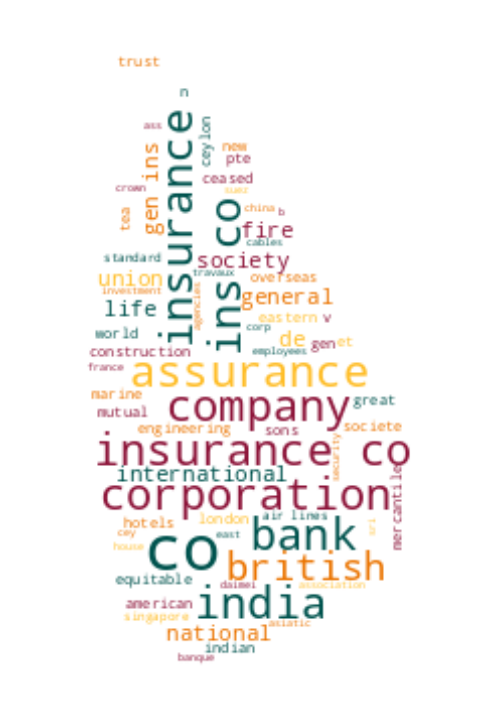 trust
n
ass
insurance
ceylon
gen ins
new
pte
ceased
crown
suez
ins co
china
b
tea
fire
cables
standard
society
travaux
union
overseas
investment
agencies
general
life
eastern
v
world
corp
de
gen
et
construction
employees
france
assurance
marine
company
great
mutual
engineering
sons
societe
insurance co
security
international
mercantile
corporation
hotels
london
air lines
sri
cey
east
bank
house
co
british
equitable
daimei
association
american
india
singapore
asiatic
national
indian
banque